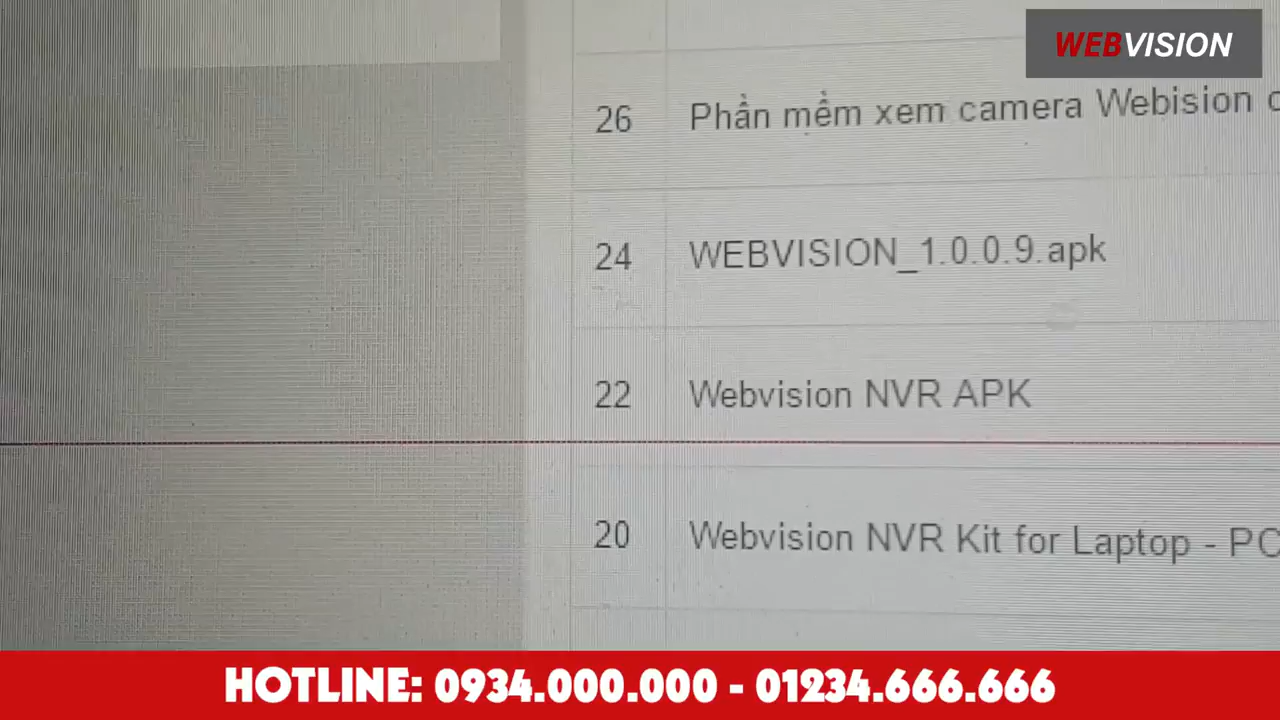 WEBVISION
26 Phần mềm xem camera Webision
24 WEBVISION_1.0.0.9.apk
22 Webvision NVR APK
20 Webvision NVR Kit for Laptop - PC
HOTLINE: 0934.000.000 - 01234.666.666